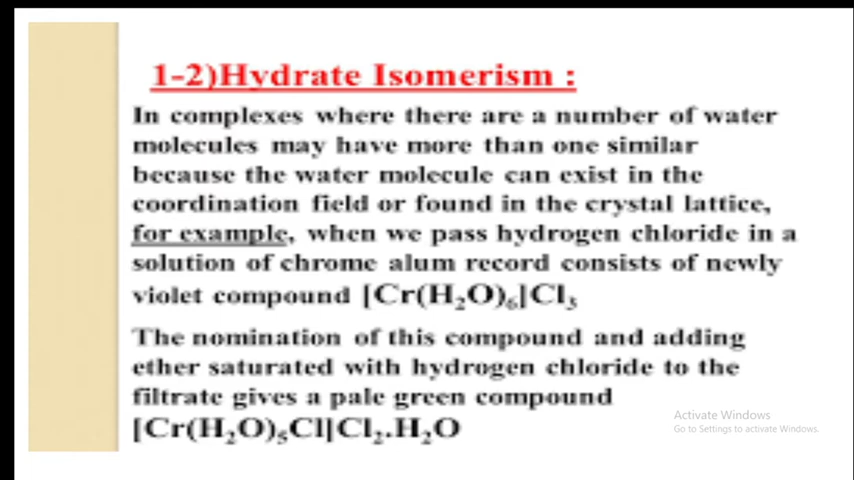 1-2)Hydrate Isomerism :
In complexes where there are a number of water
molecules may have more than one similar
because the water molecule can exist in the
coordination field or found in the crystal lattice,
for example, when we pass hydrogen chloride in a
solution of chrome alum record consists of newly
violet compound [Cr(H₂O)₆]Cl₃
The nomination of this compound and adding
ether saturated with hydrogen chloride to the
filtrate gives a pale green compound
[Cr(H₂O)₅Cl]Cl₂.H₂O
Activate Windows
Go to Settings to activate Windows.